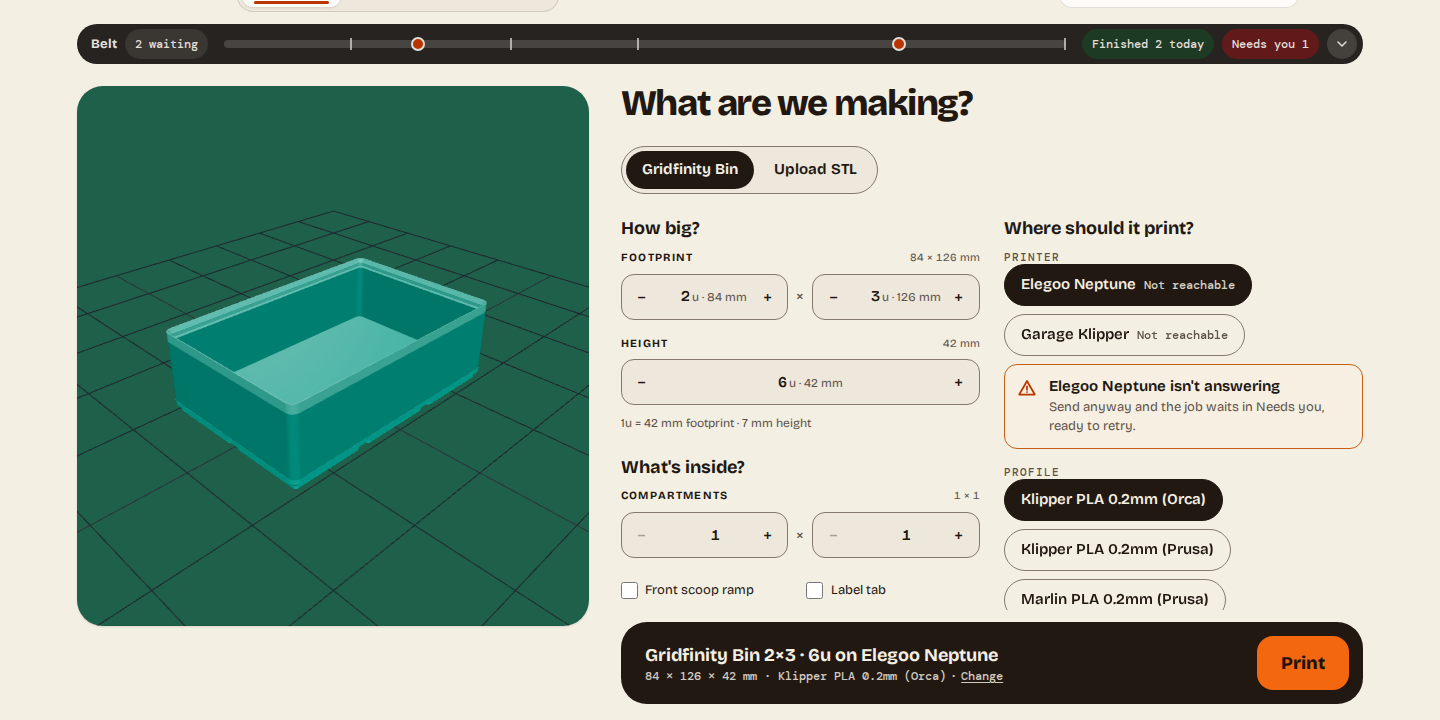 Belt 2 waiting Finished 2 today Needs you 1
What are we making?
Gridfinity Bin Upload STL
How big?
FOOTPRINT 84 × 126 mm
− 2 u · 84 mm + × − 3 u · 126 mm +
HEIGHT 42 mm
− 6 u · 42 mm +
1u = 42 mm footprint · 7 mm height
What's inside?
COMPARTMENTS 1 × 1
− 1 + × − 1 +
Front scoop ramp Label tab
Where should it print?
PRINTER
Elegoo Neptune Not reachable
Garage Klipper Not reachable
Elegoo Neptune isn't answering
Send anyway and the job waits in Needs you,
ready to retry.
PROFILE
Klipper PLA 0.2mm (Orca)
Klipper PLA 0.2mm (Prusa)
Marlin PLA 0.2mm (Prusa)
Gridfinity Bin 2×3 · 6u on Elegoo Neptune
84 × 126 × 42 mm · Klipper PLA 0.2mm (Orca) · Change
Print